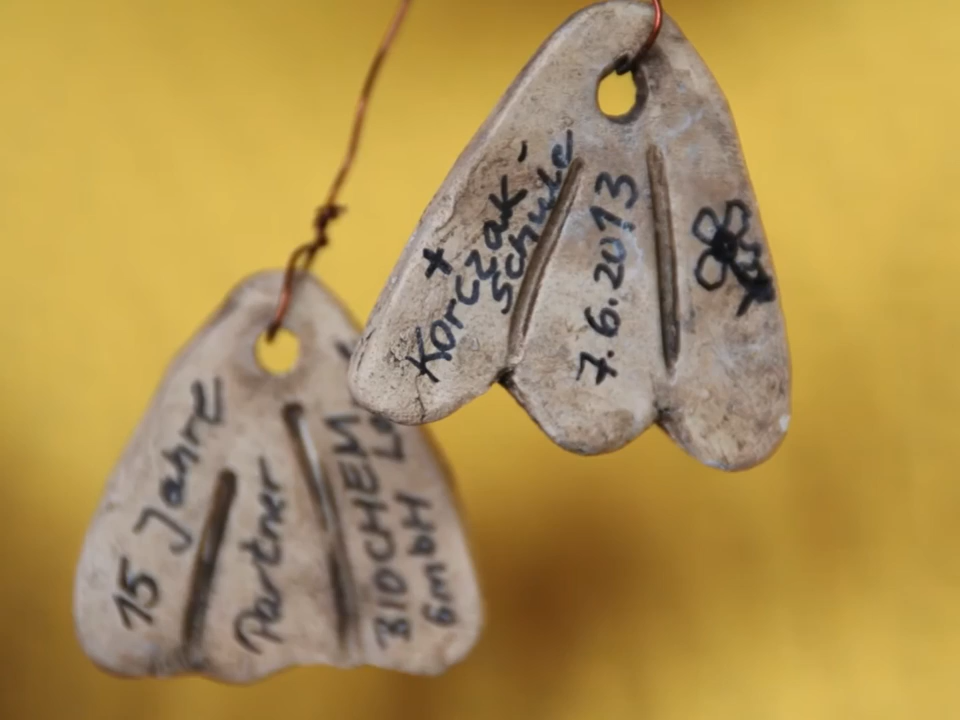 +
Korczak-
schule
7.6.2013
15 Jahre
Partner
BIOCHEM
GmbH